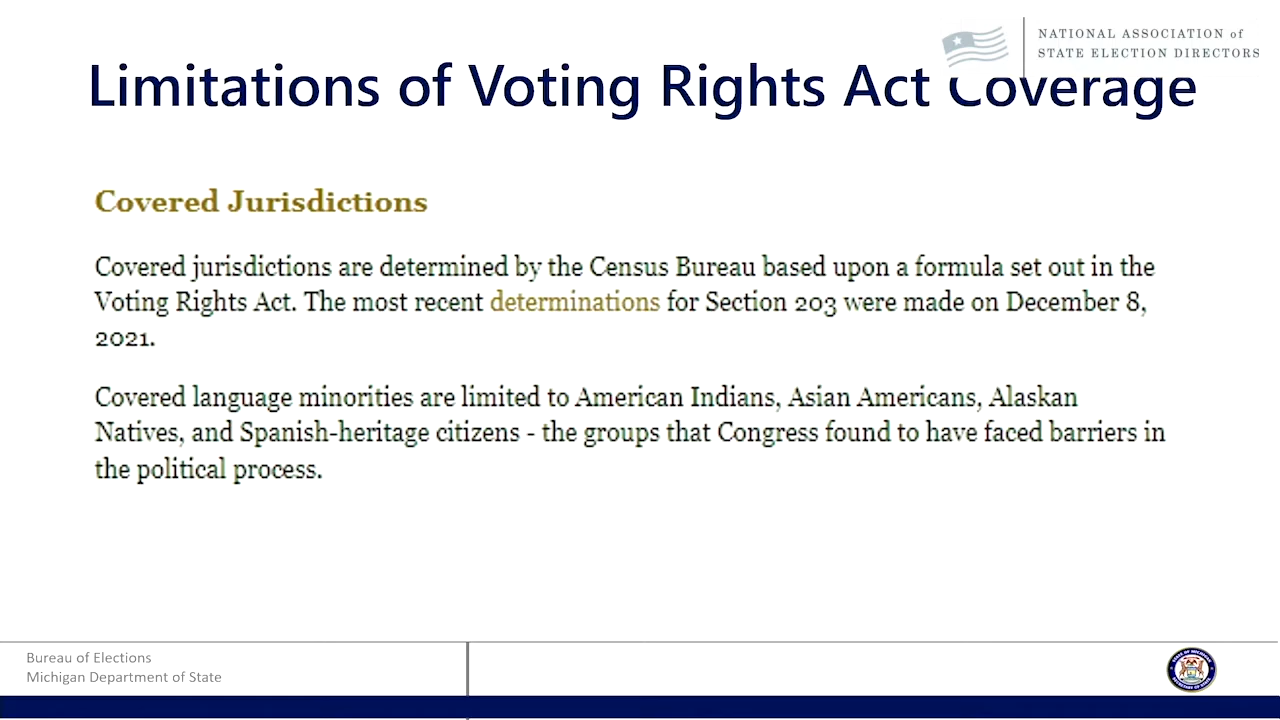 NATIONAL ASSOCIATION of
STATE ELECTION DIRECTORS
Limitations of Voting Rights Act Coverage
Covered Jurisdictions
Covered jurisdictions are determined by the Census Bureau based upon a formula set out in the
Voting Rights Act. The most recent determinations for Section 203 were made on December 8,
2021.
Covered language minorities are limited to American Indians, Asian Americans, Alaskan
Natives, and Spanish-heritage citizens - the groups that Congress found to have faced barriers in
the political process.
Bureau of Elections
Michigan Department of State